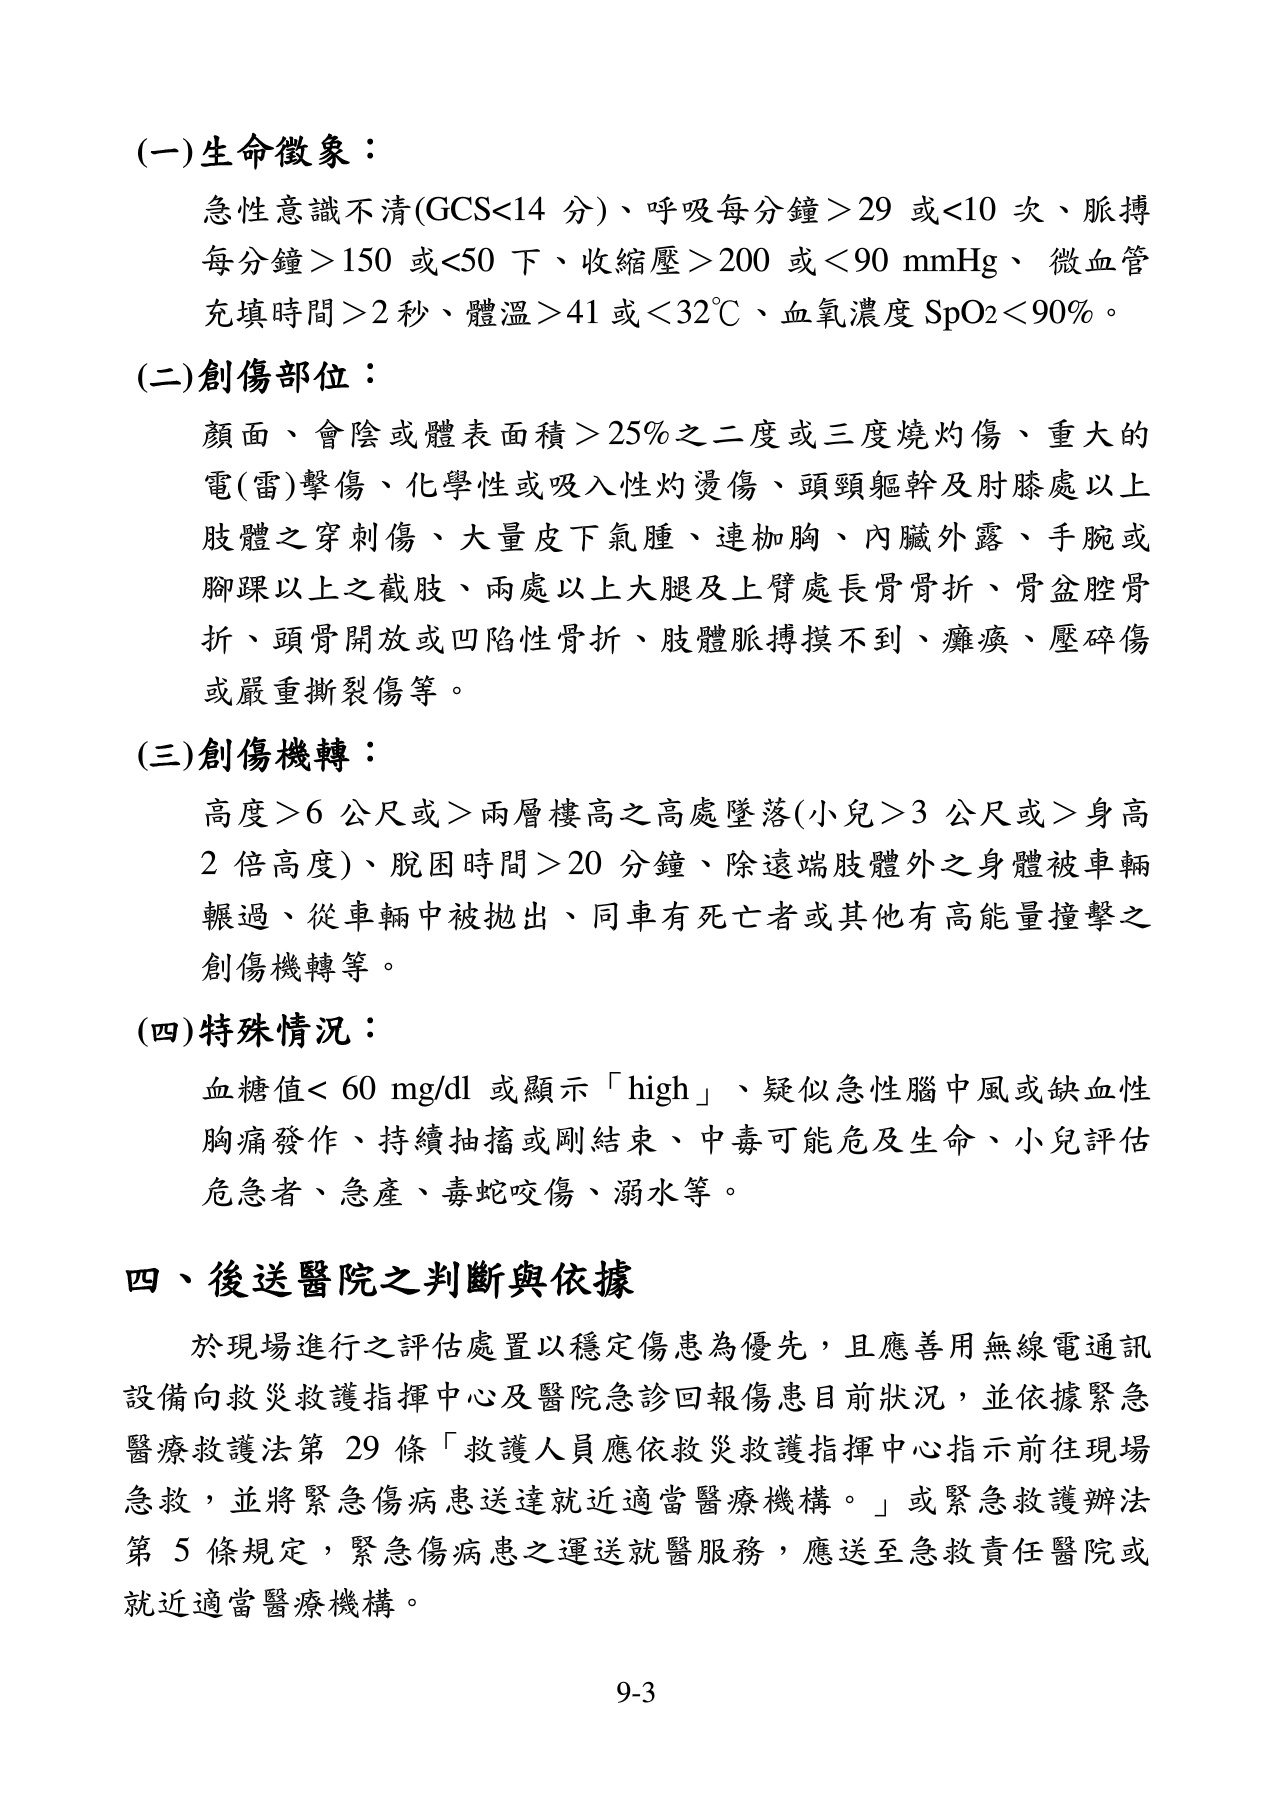 (一)生命徵象：
急性意識不清(GCS<14 分)、呼吸每分鐘＞29 或<10 次、脈搏
每分鐘＞150 或<50 下、收縮壓＞200 或＜90 mmHg、 微血管
充填時間＞2 秒、體溫＞41 或＜32℃、血氧濃度 SpO2＜90%。
(二)創傷部位：
顏面、會陰或體表面積＞25%之二度或三度燒灼傷、重大的
電(雷)擊傷、化學性或吸入性灼燙傷、頭頸軀幹及肘膝處以上
肢體之穿刺傷、大量皮下氣腫、連枷胸、內臟外露、手腕或
腳踝以上之截肢、兩處以上大腿及上臂處長骨骨折、骨盆腔骨
折、頭骨開放或凹陷性骨折、肢體脈搏摸不到、癱瘓、壓碎傷
或嚴重撕裂傷等。
(三)創傷機轉：
高度＞6 公尺或＞兩層樓高之高處墜落(小兒＞3 公尺或＞身高
2 倍高度)、脫困時間＞20 分鐘、除遠端肢體外之身體被車輛
輾過、從車輛中被拋出、同車有死亡者或其他有高能量撞擊之
創傷機轉等。
(四)特殊情況：
血糖值< 60 mg/dl 或顯示「high」、疑似急性腦中風或缺血性
胸痛發作、持續抽搐或剛結束、中毒可能危及生命、小兒評估
危急者、急產、毒蛇咬傷、溺水等。
四、後送醫院之判斷與依據
於現場進行之評估處置以穩定傷患為優先，且應善用無線電通訊
設備向救災救護指揮中心及醫院急診回報傷患目前狀況，並依據緊急
醫療救護法第 29 條「救護人員應依救災救護指揮中心指示前往現場
急救，並將緊急傷病患送達就近適當醫療機構。」或緊急救護辦法
第 5 條規定，緊急傷病患之運送就醫服務，應送至急救責任醫院或
就近適當醫療機構。
9-3